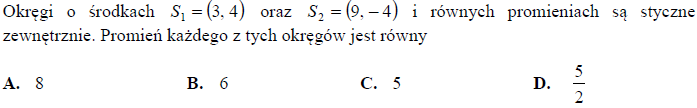 Okręgi o środkach S₁ = (3, 4) oraz S₂ = (9, – 4) i równych promieniach są styczne
zewnętrznie. Promień każdego z tych okręgów jest równy
A. 8 B. 6 C. 5 D. 5/2